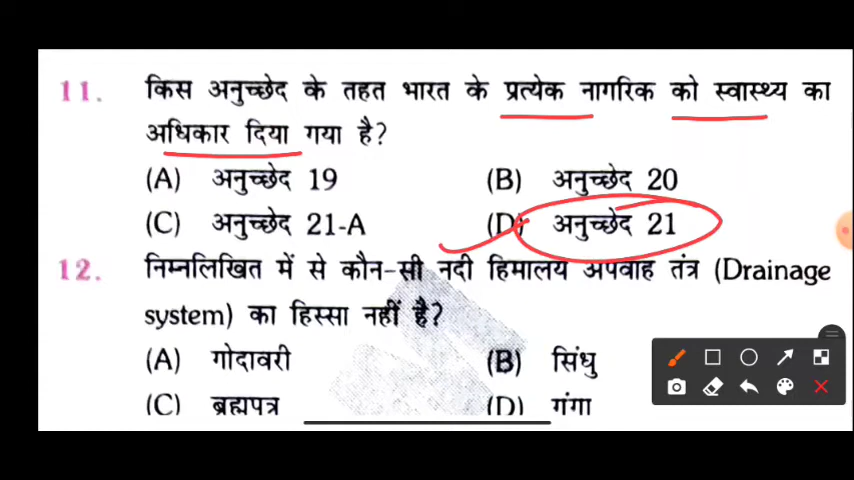 11. किस अनुच्छेद के तहत भारत के प्रत्येक नागरिक को स्वास्थ्य का
अधिकार दिया गया है?
(A) अनुच्छेद 19 (B) अनुच्छेद 20
(C) अनुच्छेद 21-A (D) अनुच्छेद 21
12. निम्नलिखित में से कौन-सी नदी हिमालय अपवाह तंत्र (Drainage
system) का हिस्सा नहीं है?
(A) गोदावरी (B) सिंधु
(C) ब्रह्मपत्र (D) गंगा